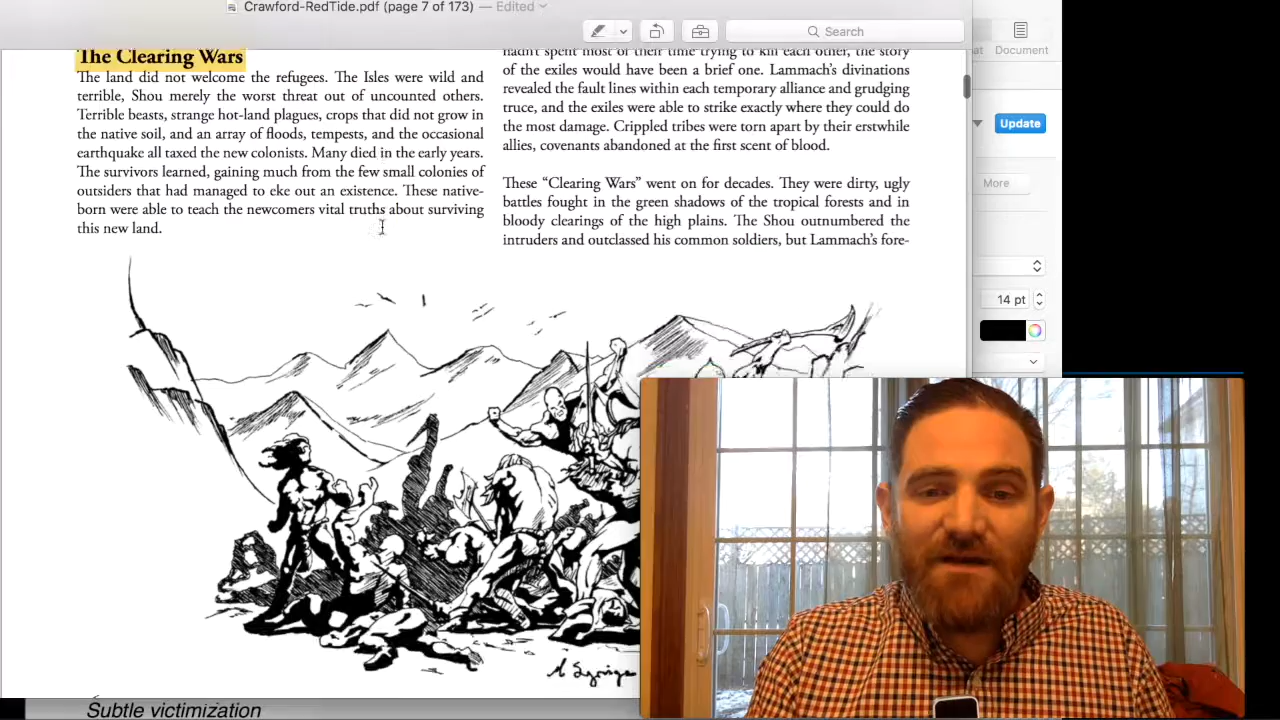 Crawford-RedTide.pdf (page 7 of 173) — Edited
Search
The Clearing Wars
The land did not welcome the refugees. The Isles were wild and
terrible, Shou merely the worst threat out of uncounted others.
Terrible beasts, strange hot-land plagues, crops that did not grow in
the native soil, and an array of floods, tempests, and the occasional
earthquake all taxed the new colonists. Many died in the early years.
The survivors learned, gaining much from the few small colonies of
outsiders that had managed to eke out an existence. These native-
born were able to teach the newcomers vital truths about surviving
this new land.
hadn't spent most of their time trying to kill each other, the story
of the exiles would have been a brief one. Lammach's divinations
revealed the fault lines within each temporary alliance and grudging
truce, and the exiles were able to strike exactly where they could do
the most damage. Crippled tribes were torn apart by their erstwhile
allies, covenants abandoned at the first scent of blood.
These “Clearing Wars” went on for decades. They were dirty, ugly
battles fought in the green shadows of the tropical forests and in
bloody clearings of the high plains. The Shou outnumbered the
intruders and outclassed his common soldiers, but Lammach's fore-
at
Document
Update
More
14 pt
Subtle victimization